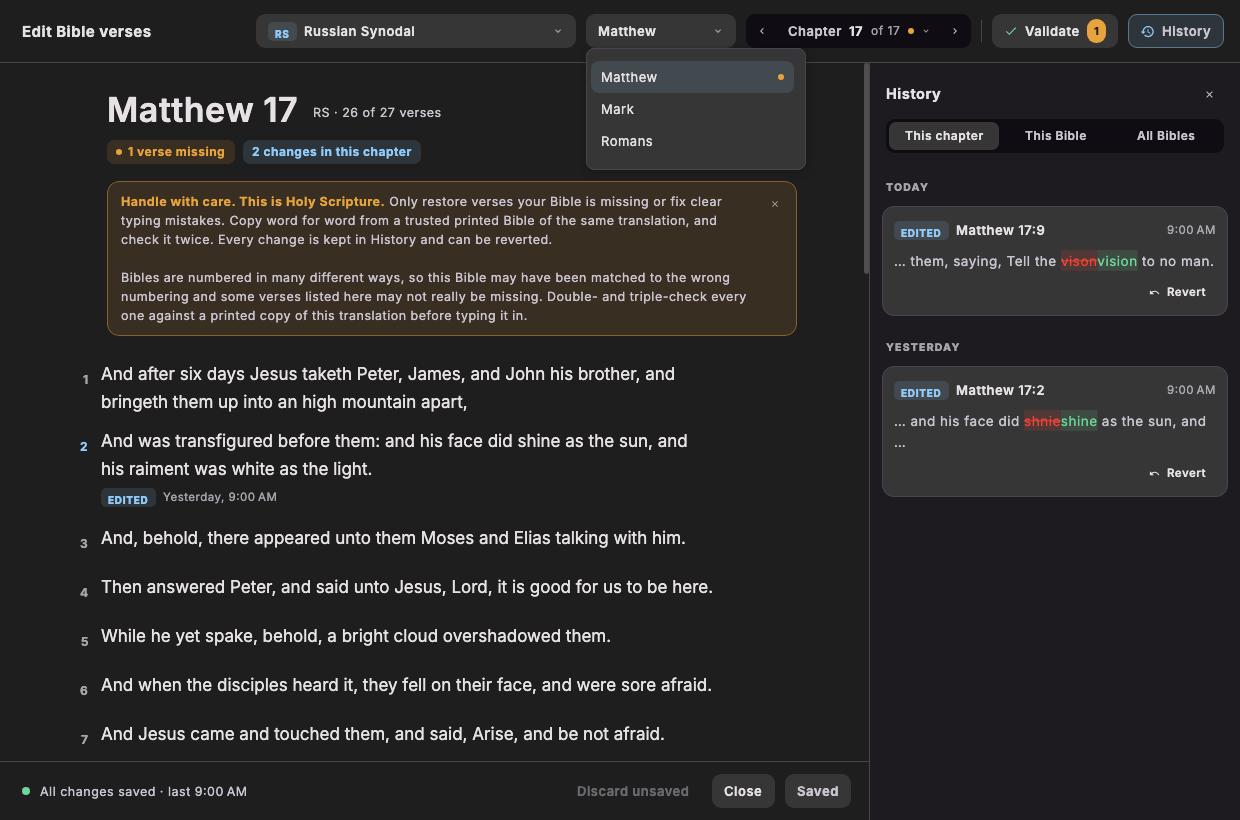 Edit Bible verses
RS Russian Synodal
Matthew
Chapter 17 of 17
Validate 1
History
Matthew
Mark
Romans
Matthew 17 RS · 26 of 27 verses
1 verse missing
2 changes in this chapter
Handle with care. This is Holy Scripture. Only restore verses your Bible is missing or fix clear
typing mistakes. Copy word for word from a trusted printed Bible of the same translation, and
check it twice. Every change is kept in History and can be reverted.
Bibles are numbered in many different ways, so this Bible may have been matched to the wrong
numbering and some verses listed here may not really be missing. Double- and triple-check every
one against a printed copy of this translation before typing it in.
1 And after six days Jesus taketh Peter, James, and John his brother, and
bringeth them up into an high mountain apart,
2 And was transfigured before them: and his face did shine as the sun, and
his raiment was white as the light.
EDITED Yesterday, 9:00 AM
3 And, behold, there appeared unto them Moses and Elias talking with him.
4 Then answered Peter, and said unto Jesus, Lord, it is good for us to be here.
5 While he yet spake, behold, a bright cloud overshadowed them.
6 And when the disciples heard it, they fell on their face, and were sore afraid.
7 And Jesus came and touched them, and said, Arise, and be not afraid.
All changes saved · last 9:00 AM
Discard unsaved
Close
Saved
History
This chapter
This Bible
All Bibles
TODAY
EDITED Matthew 17:9 9:00 AM
... them, saying, Tell the visonvision to no man.
Revert
YESTERDAY
EDITED Matthew 17:2 9:00 AM
... and his face did shnieshine as the sun, and
...
Revert